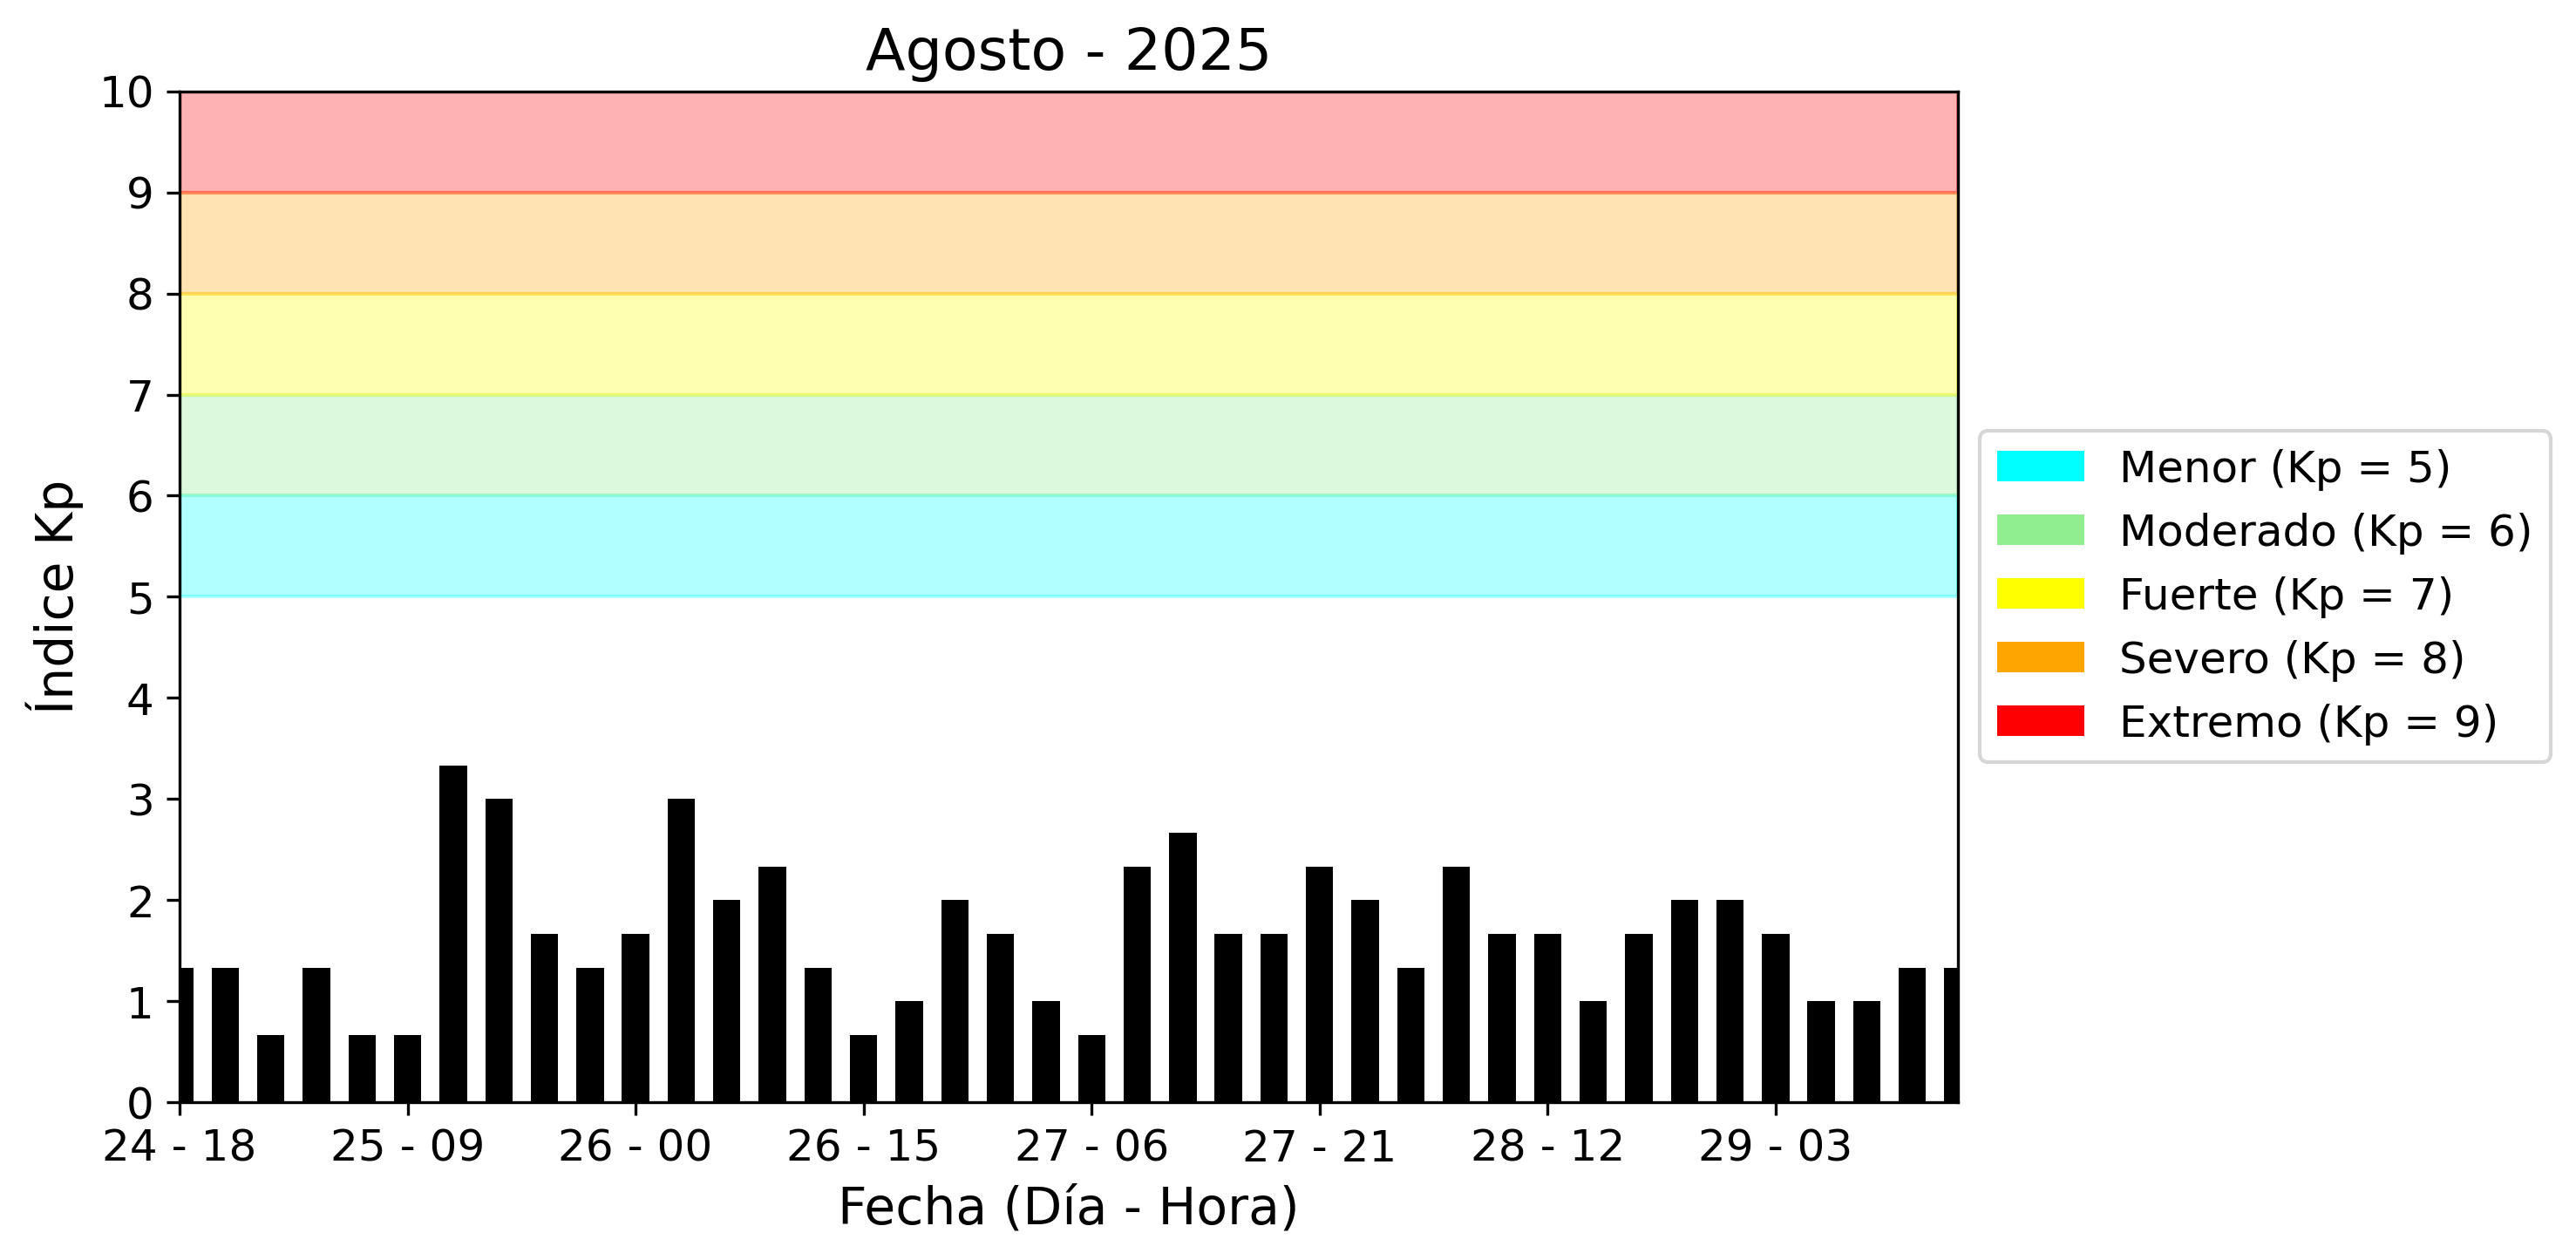 Agosto - 2025
10
9
8
7
6
5
4
3
2
1
0
Índice Kp
24 - 18
25 - 09
26 - 00
26 - 15
27 - 06
27 - 21
28 - 12
29 - 03
Fecha (Día - Hora)
Menor (Kp = 5)
Moderado (Kp = 6)
Fuerte (Kp = 7)
Severo (Kp = 8)
Extremo (Kp = 9)